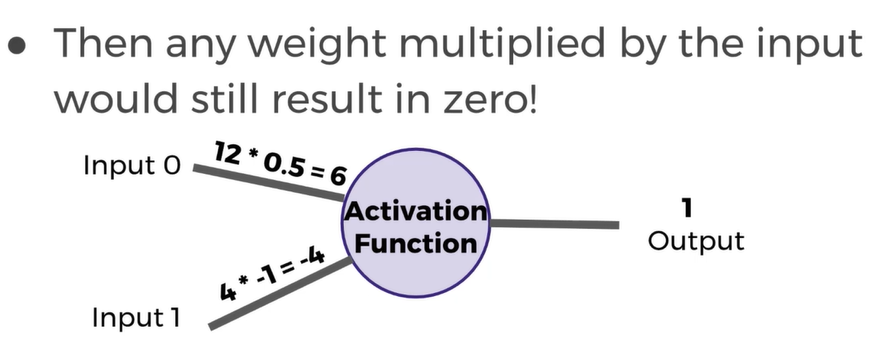 ● Then any weight multiplied by the input
would still result in zero!
Input 0
12 * 0.5 = 6
Activation
Function
1
Output
4 * -1 = -4
Input 1